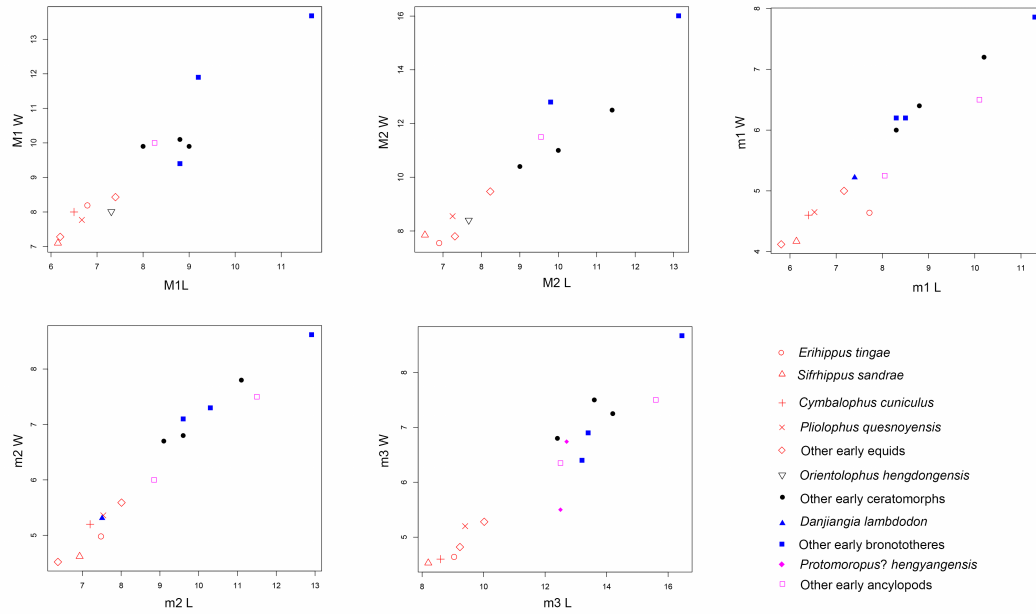 M1 W
7 8 9 10 11 12 13
6 7 8 9 10 11
M1L
M2 W
8 10 12 14 16
7 8 9 10 11 12 13
M2 L
m1 W
4 5 6 7 8
6 7 8 9 10 11
m1 L
m2 W
5 6 7 8
7 8 9 10 11 12 13
m2 L
m3 W
5 6 7 8
8 10 12 14 16
m3 L
Erihippus tingae
Sifrhippus sandrae
Cymbalophus cuniculus
Pliolophus quesnoyensis
Other early equids
Orientolophus hengdongensis
Other early ceratomorphs
Danjiangia lambdodon
Other early bronototheres
Protomoropus? hengyangensis
Other early ancylopods